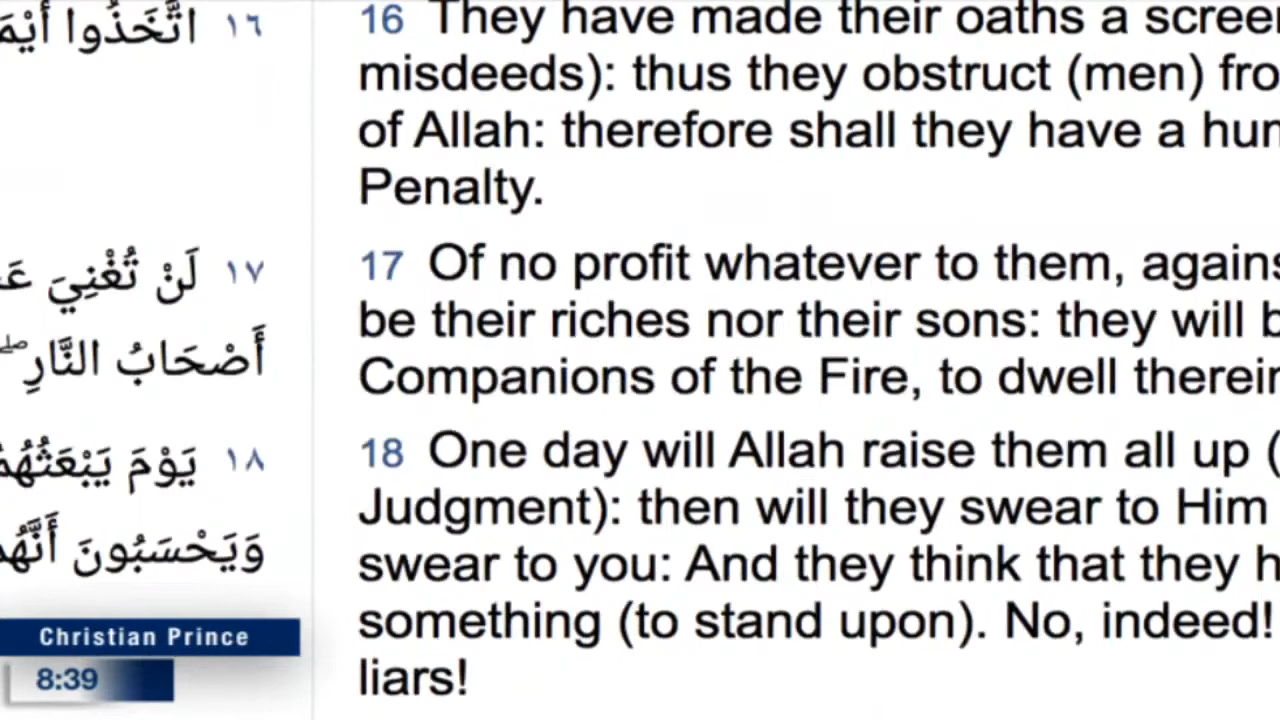 ١٦ اتَّخَذُوا
16 They have made their oaths a
misdeeds): thus they obstruct (men)
of Allah: therefore shall they have a
Penalty.
١٧ لَنْ تُغْنِيَ
أَصْحَابُ النَّارِ ۖ
17 Of no profit whatever to them,
be their riches nor their sons: they will
Companions of the Fire, to dwell
١٨ يَوْمَ
وَيَحْسَبُونَ
18 One day will Allah raise them all up (
Judgment): then will they swear to Him
swear to you: And they think that they
something (to stand upon). No, indeed!
liars!
Christian Prince
8:39